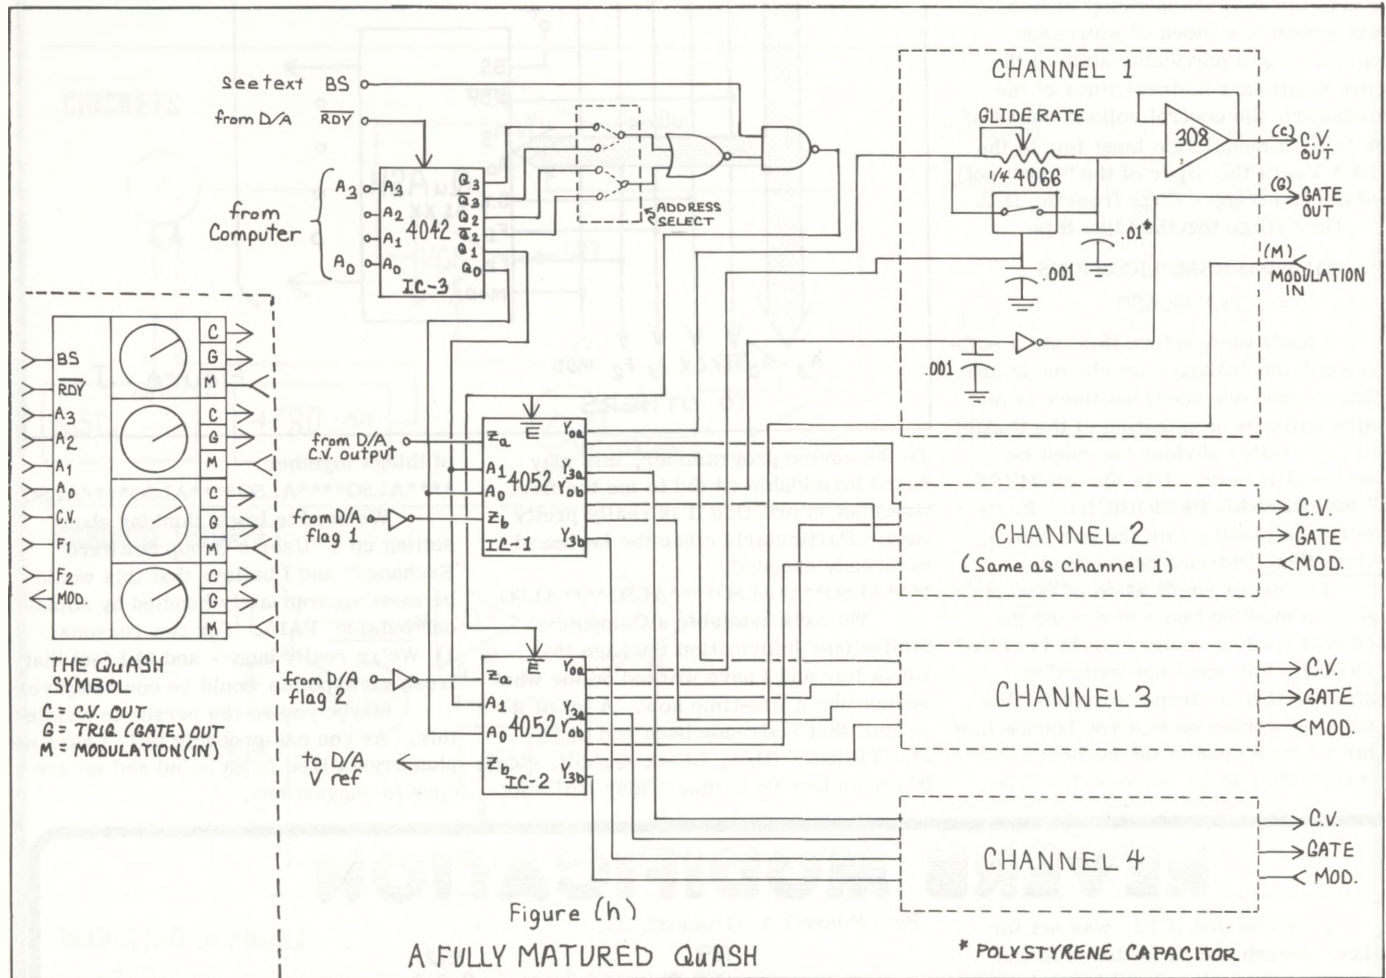 See text BS
from D/A RDY
from Computer
A3 A3
A2
A1
A0 A0
4042
IC-3
Q3
Q3
Q2
Q2
Q1
Q0
ADDRESS SELECT
CHANNEL 1
GLIDE RATE
308
1/4 4066
.01*
.001
.001
(C) C.V. OUT
(G) GATE OUT
(M) MODULATION IN
BS
RDY
A3
A2
A1
A0
C.V.
F1
F2
MOD.
C
G
M
C
G
M
C
G
M
C
G
M
THE QUASH SYMBOL
C = C.V. OUT
G = TRIG (GATE) OUT
M = MODULATION (IN)
from D/A C.V. output
from D/A flag 1
E
Za
A1
A0
Zb
4052
IC-1
Y0a
Y3a
Y0b
Y3b
from D/A flag 2
to D/A V ref
E
Za
A1
A0
Zb
4052
IC-2
Y0a
Y3a
Y0b
Y3b
CHANNEL 2
(Same as Channel 1)
C.V.
GATE
MOD.
CHANNEL 3
C.V.
GATE
MOD.
CHANNEL 4
C.V.
GATE
MOD.
Figure (h)
A FULLY MATURED QuASH
* POLYSTYRENE CAPACITOR